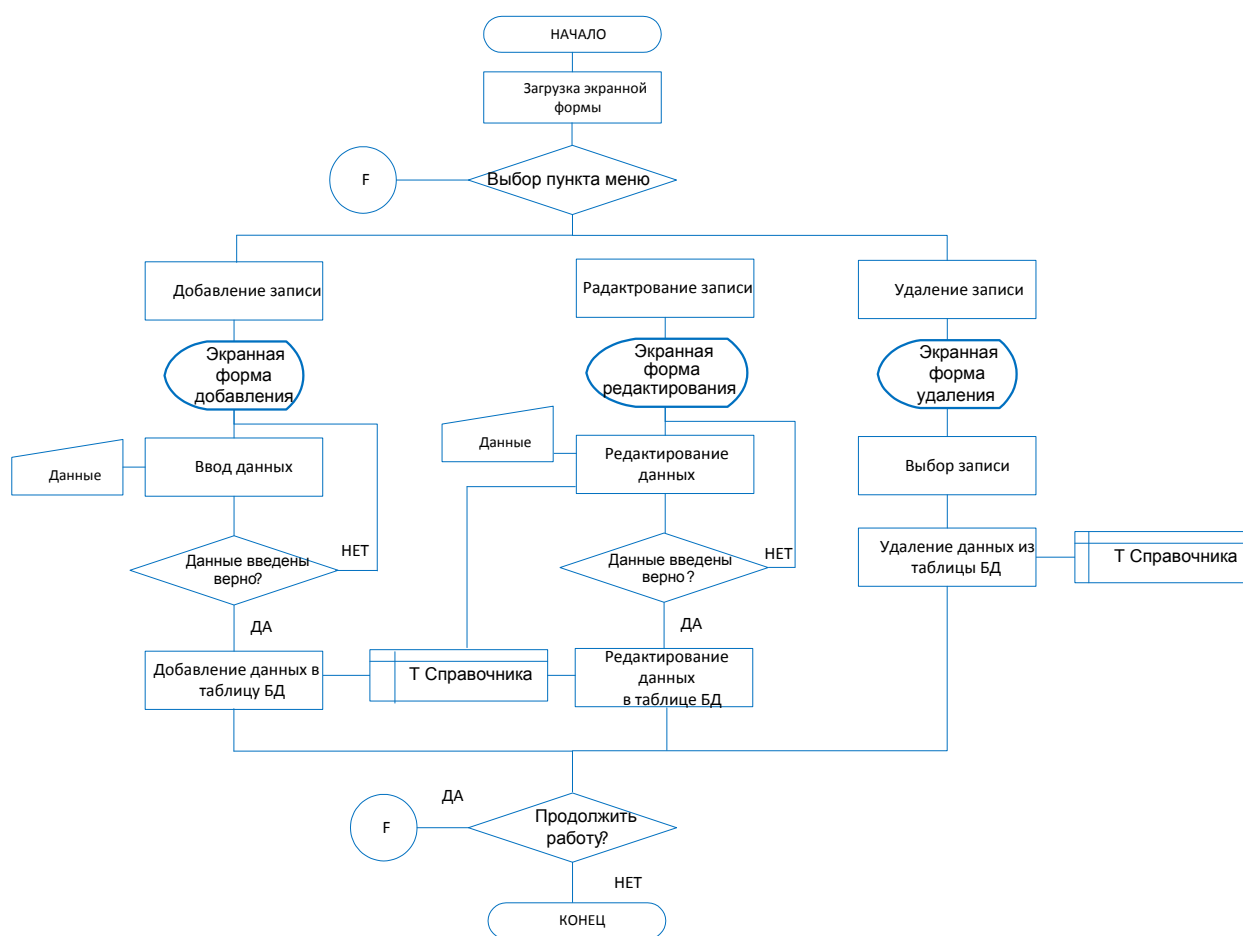 НАЧАЛО
Загрузка экранной
формы
F
Выбор пункта меню
Добавление записи
Радактрование записи
Удаление записи
Экранная
форма
добавления
Экранная
форма
редактирования
Экранная
форма
удаления
Данные
Ввод данных
Данные
Редактирование
данных
Выбор записи
Данные введены
верно?
НЕТ
Данные введены
верно?
НЕТ
Удаление данных из
таблицы БД
Т Справочника
ДА
ДА
Добавление данных в
таблицу БД
Т Справочника
Редактирование
данных
в таблице БД
ДА
F
Продолжить
работу?
НЕТ
КОНЕЦ